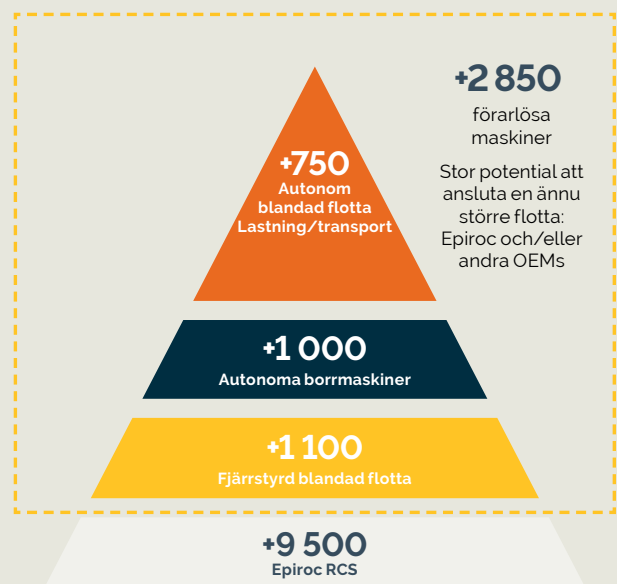 +2 850
förarlösa
maskiner
Stor potential att
ansluta en ännu
större flotta:
Epiroc och/eller
andra OEMs
+750
Autonom
blandad flotta
Lastning/transport
+1 000
Autonoma borrmaskiner
+1 100
Fjärrstyrd blandad flotta
+9 500
Epiroc RCS